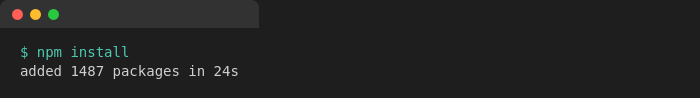 $ npm install
added 1487 packages in 24s